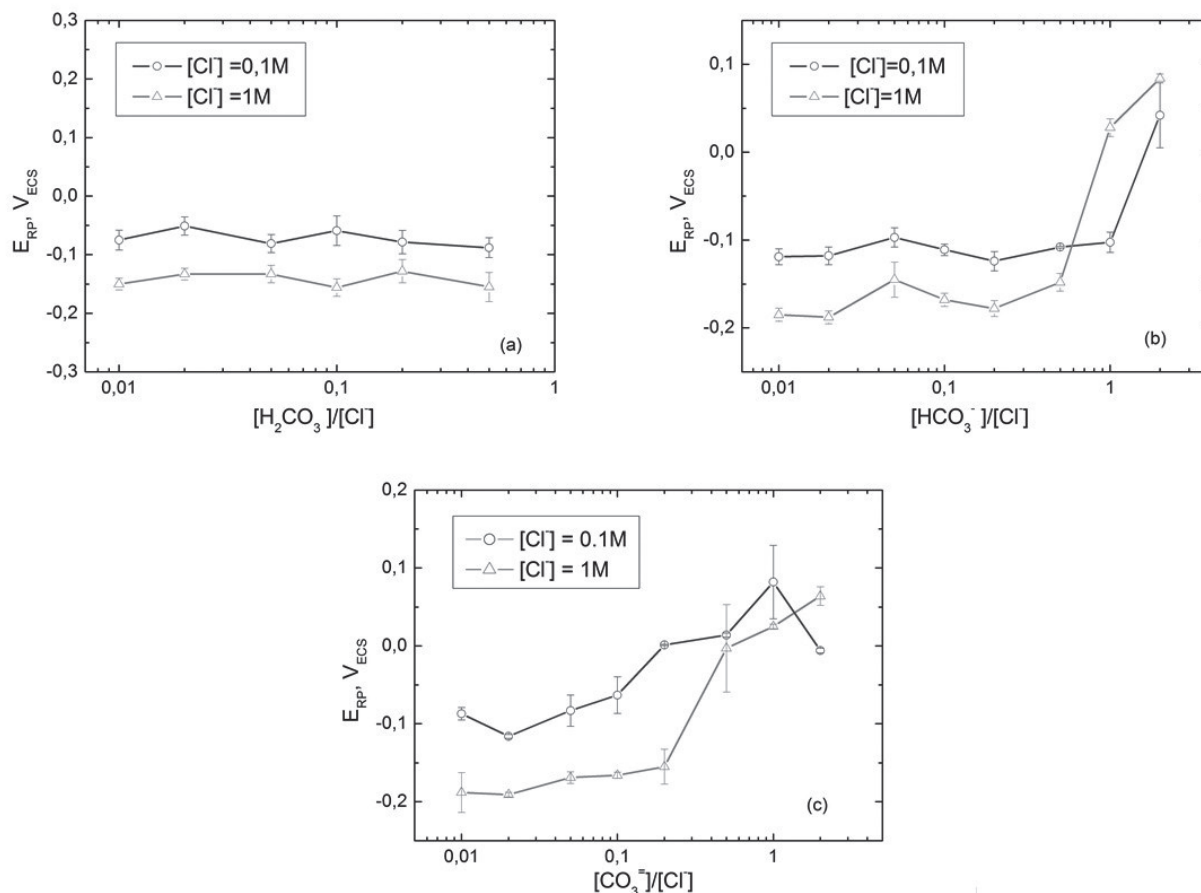 0,3
0,2
0,1
0,0
-0,1
-0,2
-0,3
E_RP, V_ECS
[Cl⁻] =0,1M
[Cl⁻] =1M
(a)
0,01
0,1
1
[H₂CO₃]/[Cl⁻]
0,1
0,0
-0,1
-0,2
E_RP, V_ECS
[Cl⁻]=0,1M
[Cl⁻]=1M
(b)
0,01
0,1
1
[HCO₃⁻]/[Cl⁻]
0,2
0,1
0,0
-0,1
-0,2
E_RP, V_ECS
[Cl⁻] = 0.1M
[Cl⁻] = 1M
(c)
0,01
0,1
1
[CO₃⁼]/[Cl⁻]